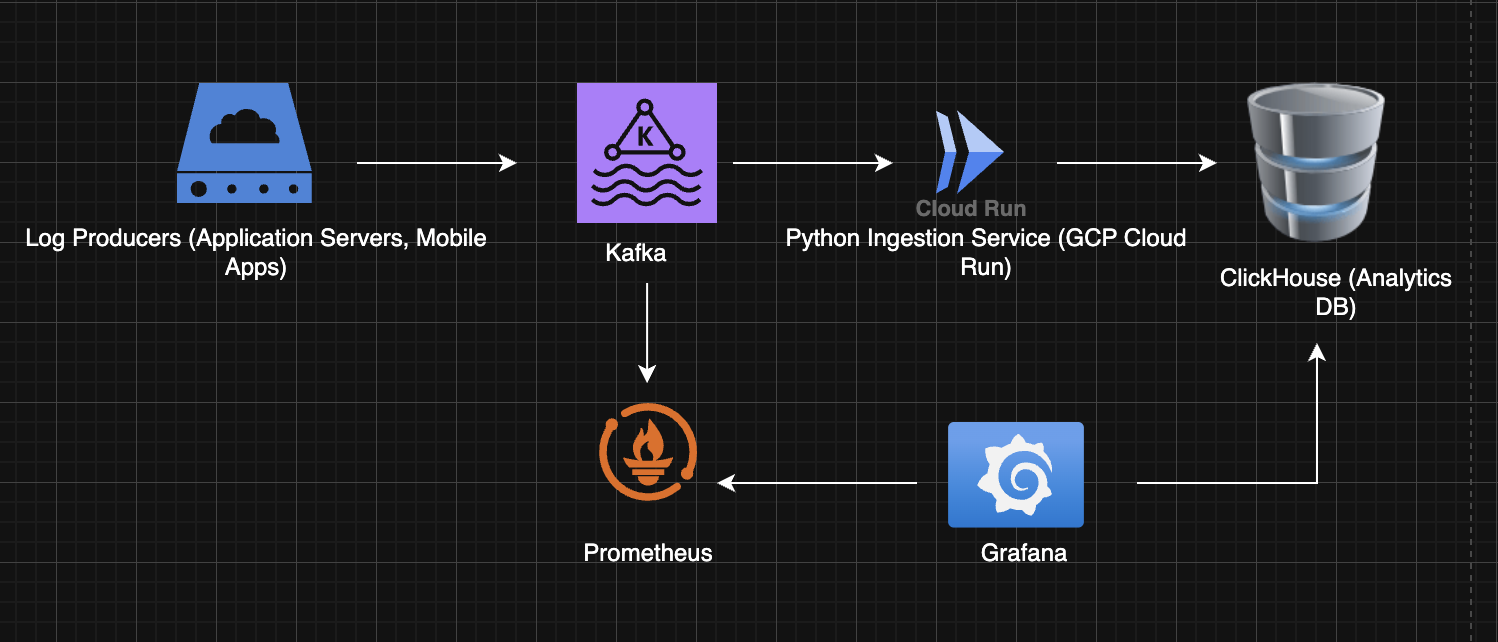 K
Cloud Run
Log Producers (Application Servers, Mobile
Apps)
Kafka
Python Ingestion Service (GCP Cloud
Run)
ClickHouse (Analytics
DB)
Prometheus
Grafana